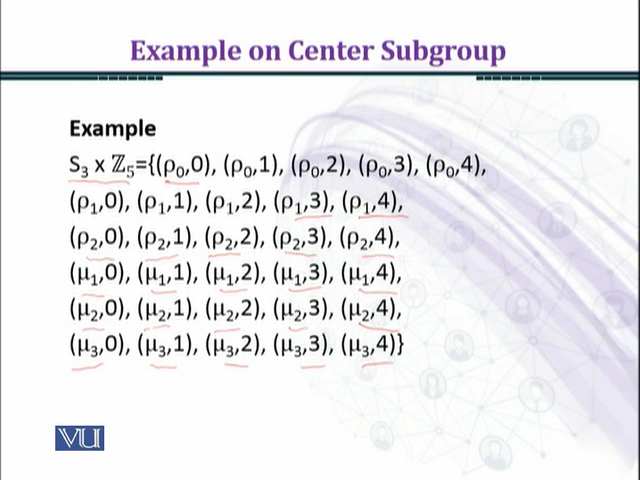 Example on Center Subgroup
Example
S₃ x ℤ₅={(ρ₀,0), (ρ₀,1), (ρ₀,2), (ρ₀,3), (ρ₀,4),
(ρ₁,0), (ρ₁,1), (ρ₁,2), (ρ₁,3), (ρ₁,4),
(ρ₂,0), (ρ₂,1), (ρ₂,2), (ρ₂,3), (ρ₂,4),
(μ₁,0), (μ₁,1), (μ₁,2), (μ₁,3), (μ₁,4),
(μ₂,0), (μ₂,1), (μ₂,2), (μ₂,3), (μ₂,4),
(μ₃,0), (μ₃,1), (μ₃,2), (μ₃,3), (μ₃,4)}
VU